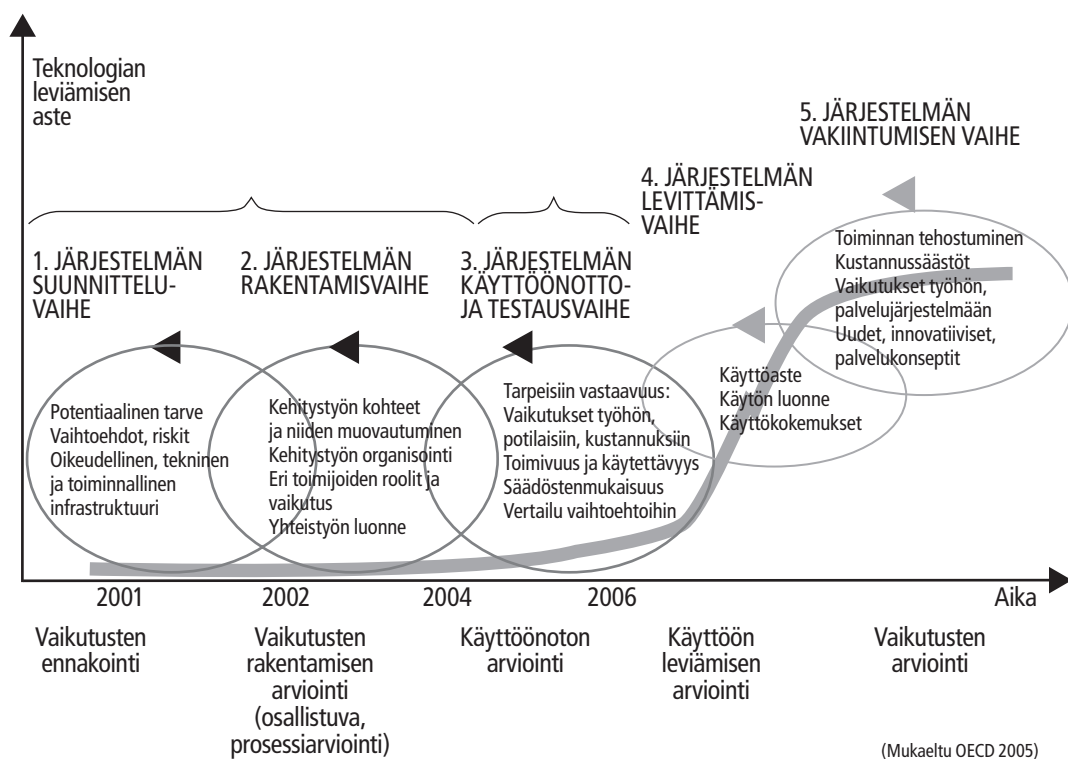 Teknologian
leviämisen
aste
5. JÄRJESTELMÄN
VAKIINTUMISEN VAIHE
4. JÄRJESTELMÄN
LEVITTÄMIS-
VAIHE
1. JÄRJESTELMÄN
SUUNNITTELU-
VAIHE
2. JÄRJESTELMÄN
RAKENTAMISVAIHE
3. JÄRJESTELMÄN
KÄYTTÖÖNOTTO-
JA TESTAUSVAIHE
Potentiaalinen tarve
Vaihtoehdot, riskit
Oikeudellinen, tekninen
ja toiminnallinen
infrastruktuuri
Kehitystyön kohteet
ja niiden muovautuminen
Kehitystyön organisointi
Eri toimijoiden roolit ja
vaikutus
Yhteistyön luonne
Tarpeisiin vastaavuus:
Vaikutukset työhön,
potilaisiin, kustannuksiin
Toimivuus ja käytettävyys
Säädöstenmukaisuus
Vertailu vaihtoehtoihin
Käyttöaste
Käytön luonne
Käyttökokemukset
Toiminnan tehostuminen
Kustannussäästöt
Vaikutukset työhön,
palvelujärjestelmään
Uudet, innovatiiviset,
palvelukonseptit
2001
2002
2004
2006
Aika
Vaikutusten
ennakointi
Vaikutusten
rakentamisen
arviointi
(osallistuva,
prosessiarviointi)
Käyttöönoton
arviointi
Käyttöön
leviämisen
arviointi
Vaikutusten
arviointi
(Mukaeltu OECD 2005)